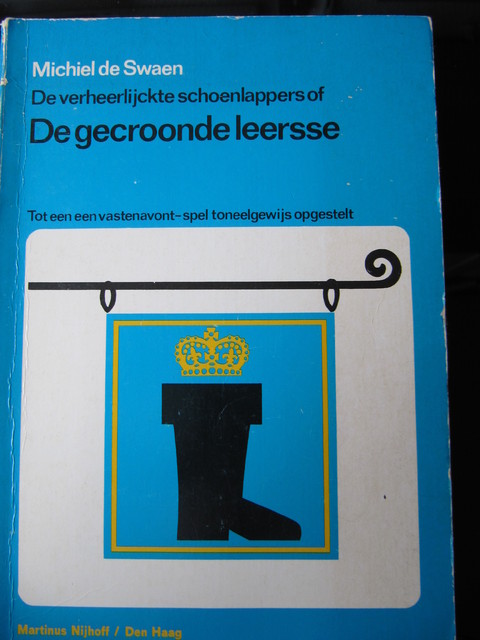 Michiel de Swaen
De verheerlijckte schoenlappers of
De gecroonde leersse
Tot een een vastenavont-spel toneelgewijs opgestelt
Martinus Nijhoff / Den Haag